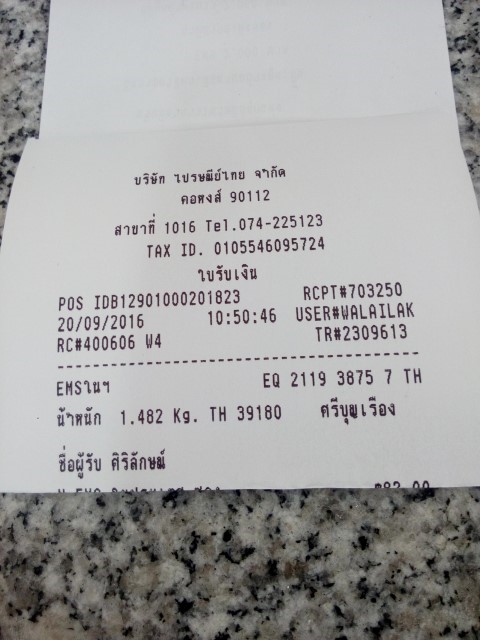 บริษัท ไปรษณีย์ไทย จำกัด
คอหงส์ 90112
สาขาที่ 1016 Tel.074-225123
TAX ID. 0105546095724
ใบรับเงิน
POS IDB12901000201823 RCPT#703250
20/09/2016 10:50:46 USER#WALAILAK
RC#400606 W4 TR#2309613
EMSในฯ EQ 2119 3875 7 TH
น้ำหนัก 1.482 Kg. TH 39180 ศรีบุญเรือง
ชื่อผู้รับ ศิริลักษม์